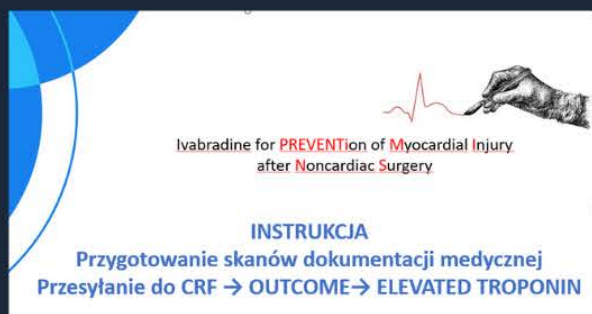 Ivabradine for PREVENTion of Myocardial Injury
after Noncardiac Surgery
INSTRUKCJA
Przygotowanie skanów dokumentacji medycznej
Przesyłanie do CRF → OUTCOME→ ELEVATED TROPONIN